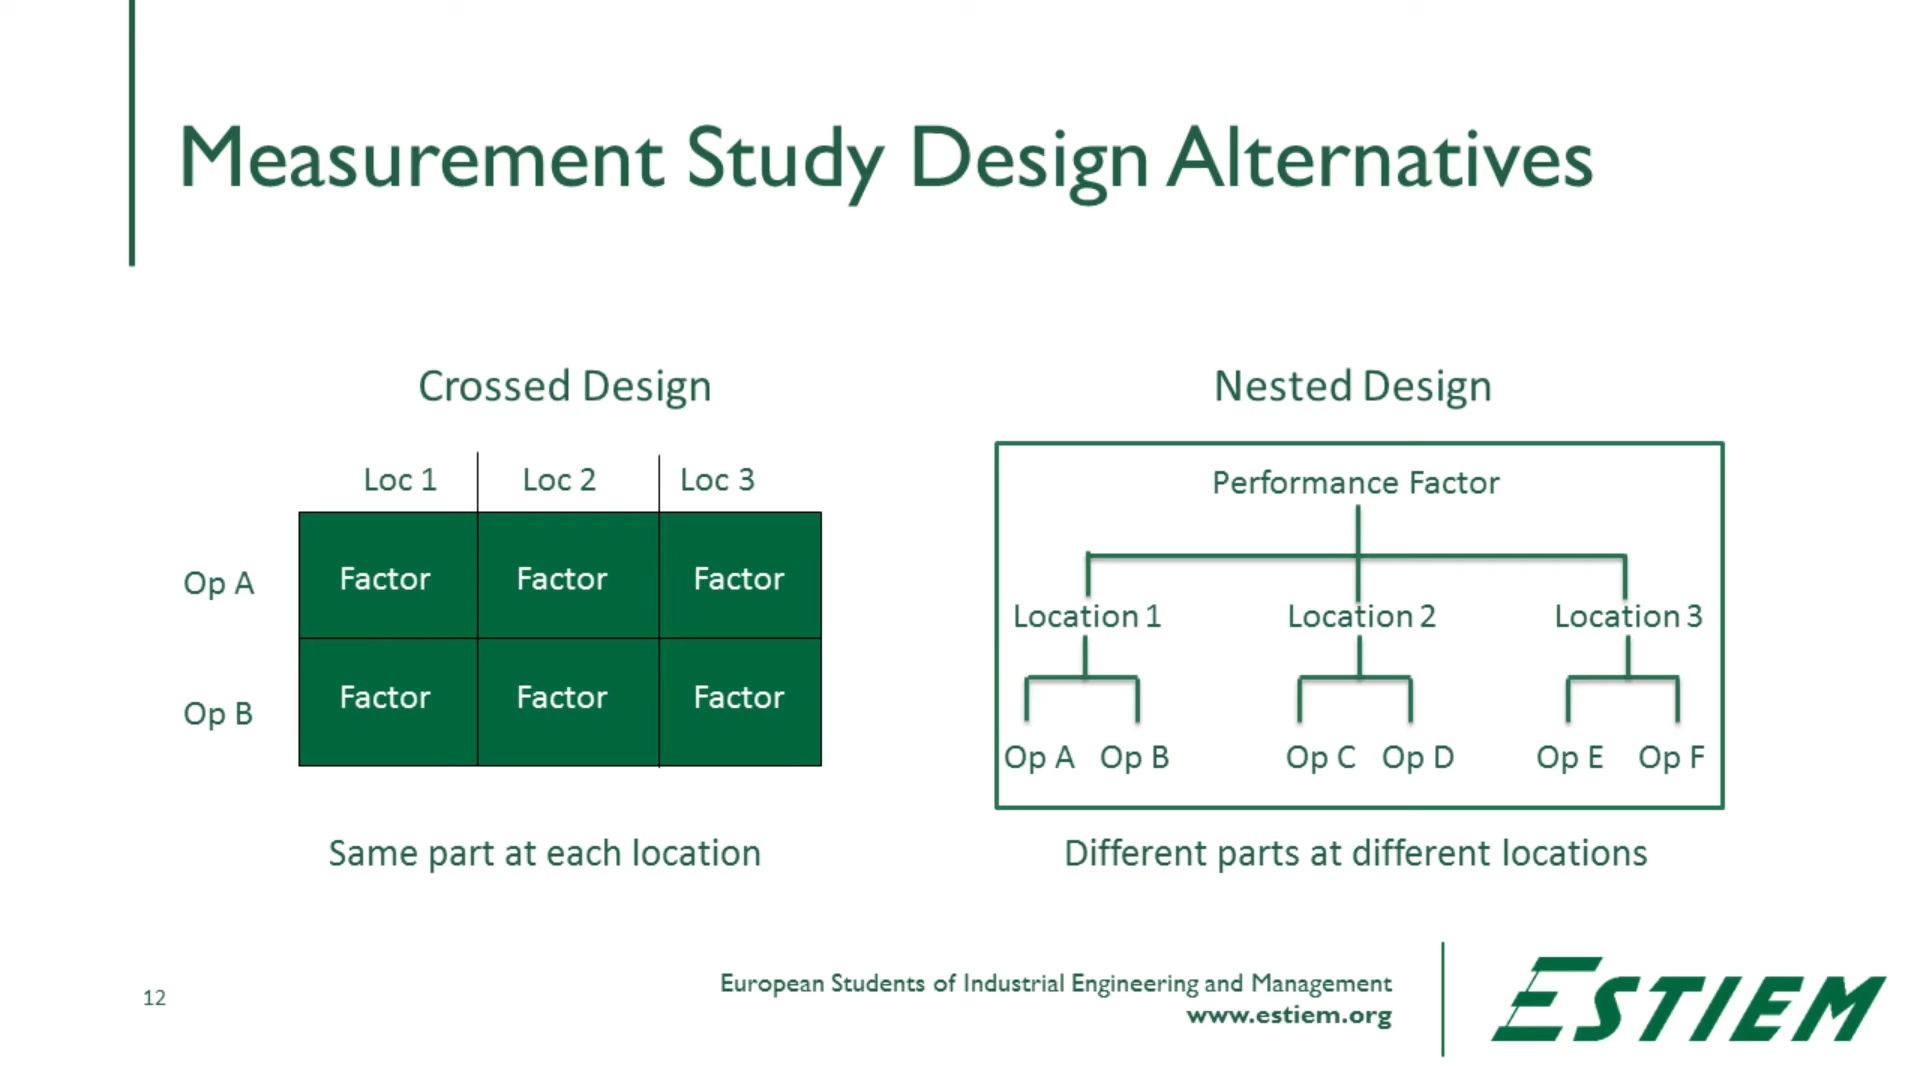 Measurement Study Design Alternatives
Crossed Design
Loc 1 Loc 2 Loc 3
Op A Factor Factor Factor
Op B Factor Factor Factor
Same part at each location
Nested Design
Performance Factor
Location 1 Location 2 Location 3
Op A Op B Op C Op D Op E Op F
Different parts at different locations
12
European Students of Industrial Engineering and Management
www.estiem.org
ESTIEM